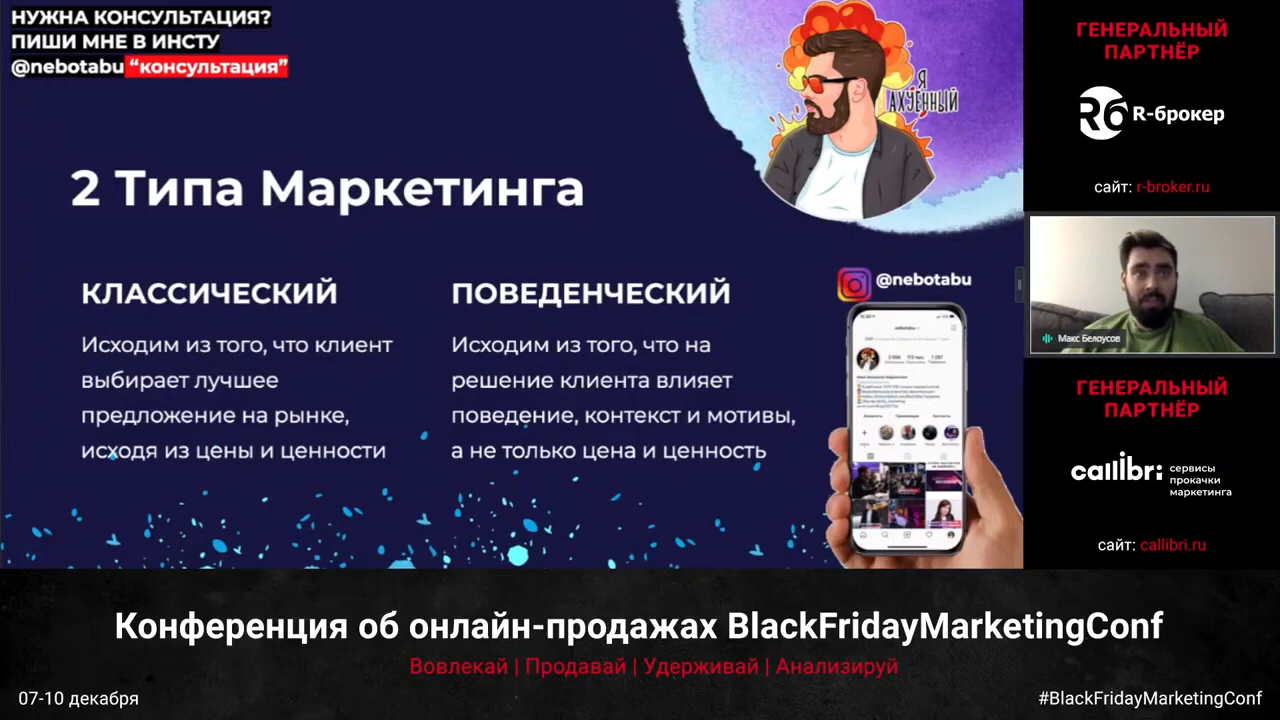 НУЖНА КОНСУЛЬТАЦИЯ?
ПИШИ МНЕ В ИНСТУ
@nebotabu “консультация”
Я
АХУЕННЫЙ
2 Типа Маркетинга
КЛАССИЧЕСКИЙ
Исходим из того, что клиент
выбирает лучшее
предложение на рынке,
исходя из цены и ценности
ПОВЕДЕНЧЕСКИЙ
Исходим из того, что на
решение клиента влияет
поведение, контекст и мотивы,
а не только цена и ценность
@nebotabu
ГЕНЕРАЛЬНЫЙ
ПАРТНЁР
R-брокер
сайт: r-broker.ru
Макс Белоусов
ГЕНЕРАЛЬНЫЙ
ПАРТНЁР
callibri
сервисы
прокачки
маркетинга
сайт: callibri.ru
Конференция об онлайн-продажах BlackFridayMarketingConf
Вовлекай | Продавай | Удерживай | Анализируй
07-10 декабря
#BlackFridayMarketingConf